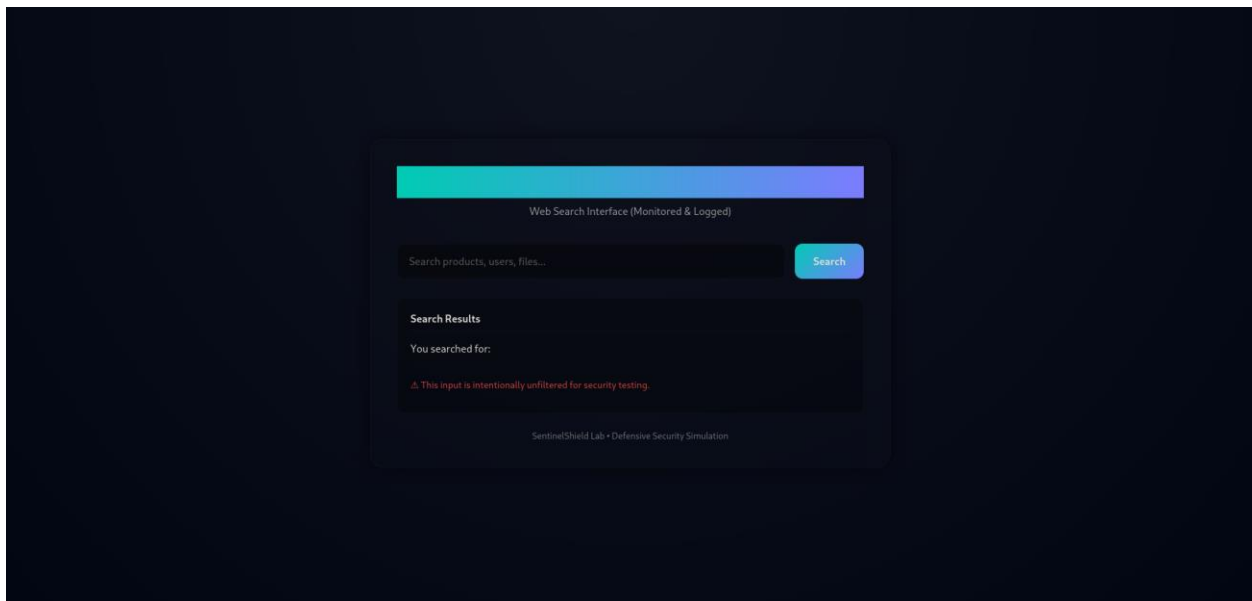 Web Search Interface (Monitored & Logged)
Search products, users, files...
Search
Search Results
You searched for:
⚠ This input is intentionally unfiltered for security testing.
SentinelShield Lab • Defensive Security Simulation